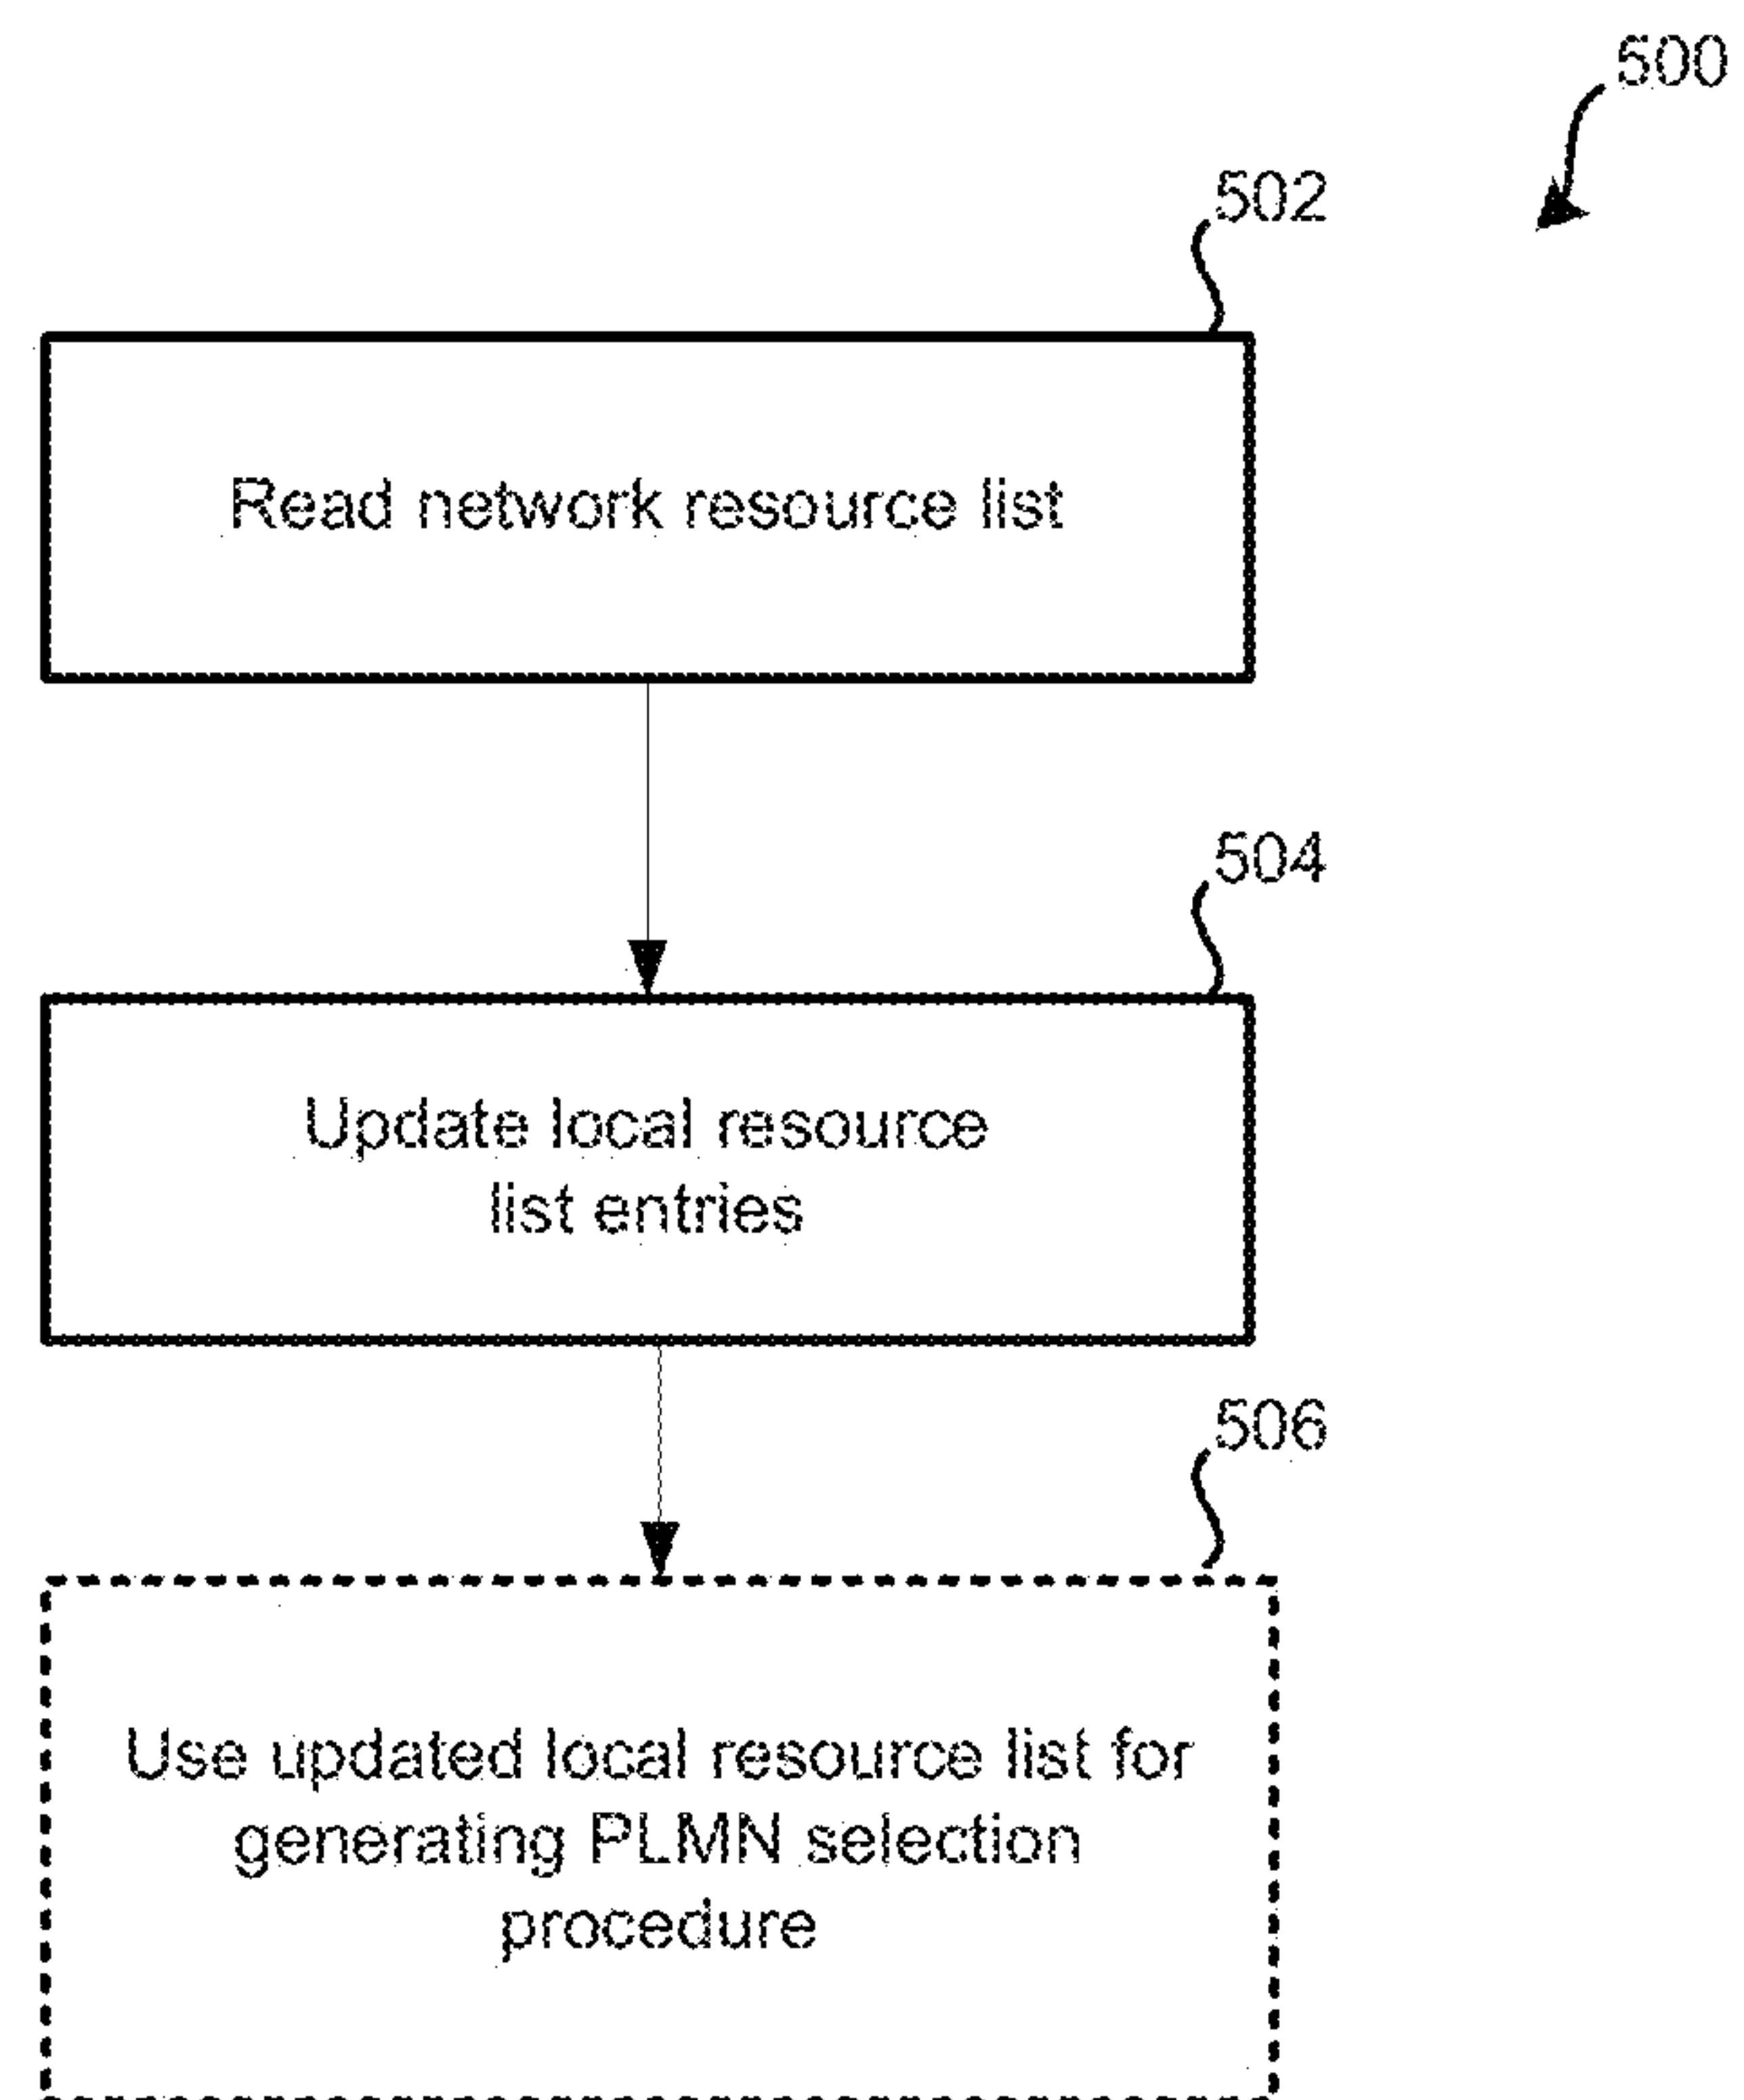 500
502
Read network resource list
504
Update local resource
list entries
506
Use updated local resource list for
generating PLMN selection
procedure